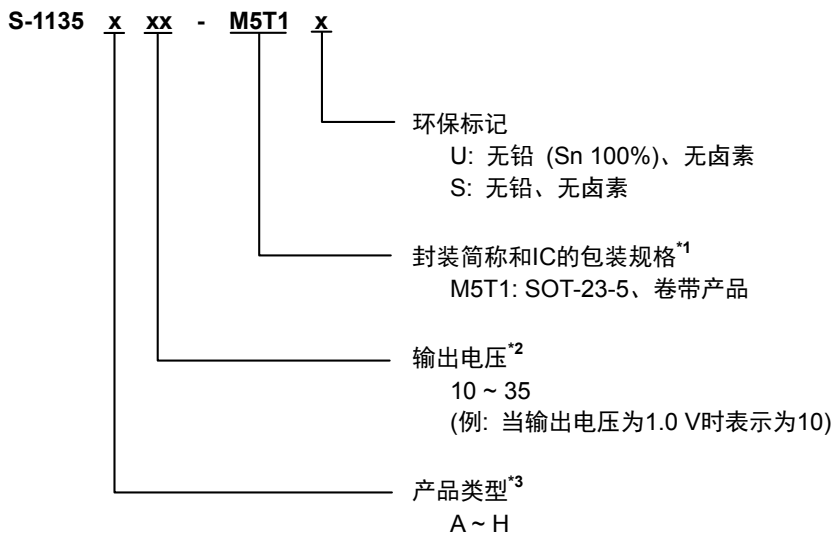 S-1135 x xx - M5T1 x
环保标记
U: 无铅 (Sn 100%)、无卤素
S: 无铅、无卤素
封装简称和IC的包装规格*1
M5T1: SOT-23-5、卷带产品
输出电压*2
10 ~ 35
(例: 当输出电压为1.0 V时表示为10)
产品类型*3
A ~ H